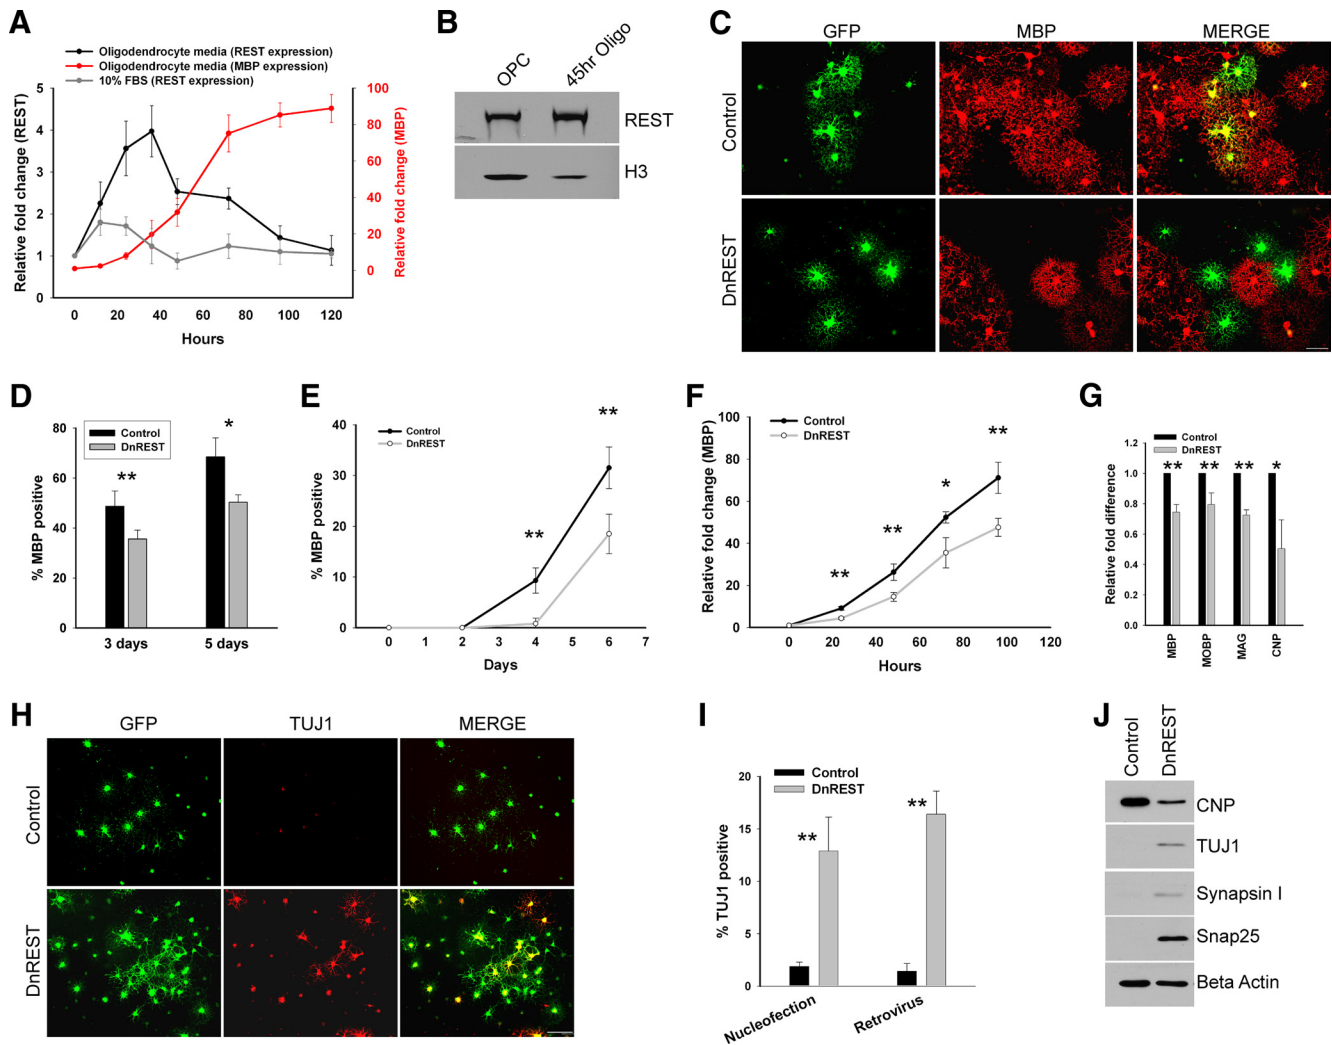 A
Oligodendrocyte media (REST expression)
Oligodendrocyte media (MBP expression)
10% FBS (REST expression)
Relative fold change (REST)
5
4
3
2
1
0
100
80
60
40
20
0
Relative fold change (MBP)
0 20 40 60 80 100 120
Hours
B
OPC
45hr Oligo
REST
H3
C
GFP MBP MERGE
Control
DnREST
D
Control
DnREST
% MBP positive
80
60
40
20
0
**
*
3 days 5 days
E
Control
DnREST
% MBP positive
40
30
20
10
0
**
**
0 1 2 3 4 5 6 7
Days
F
Control
DnREST
Relative fold change (MBP)
100
80
60
40
20
0
**
**
*
**
0 20 40 60 80 100 120
Hours
G
Control
DnREST
Relative fold difference
1.2
1.0
0.8
0.6
0.4
0.2
0.0
** ** ** *
MBP
MOBP
MAG
CNP
H
GFP TUJ1 MERGE
Control
DnREST
I
Control
DnREST
% TUJ1 positive
20
15
10
5
0
**
**
Nucleofection
Retrovirus
J
Control
DnREST
CNP
TUJ1
Synapsin I
Snap25
Beta Actin